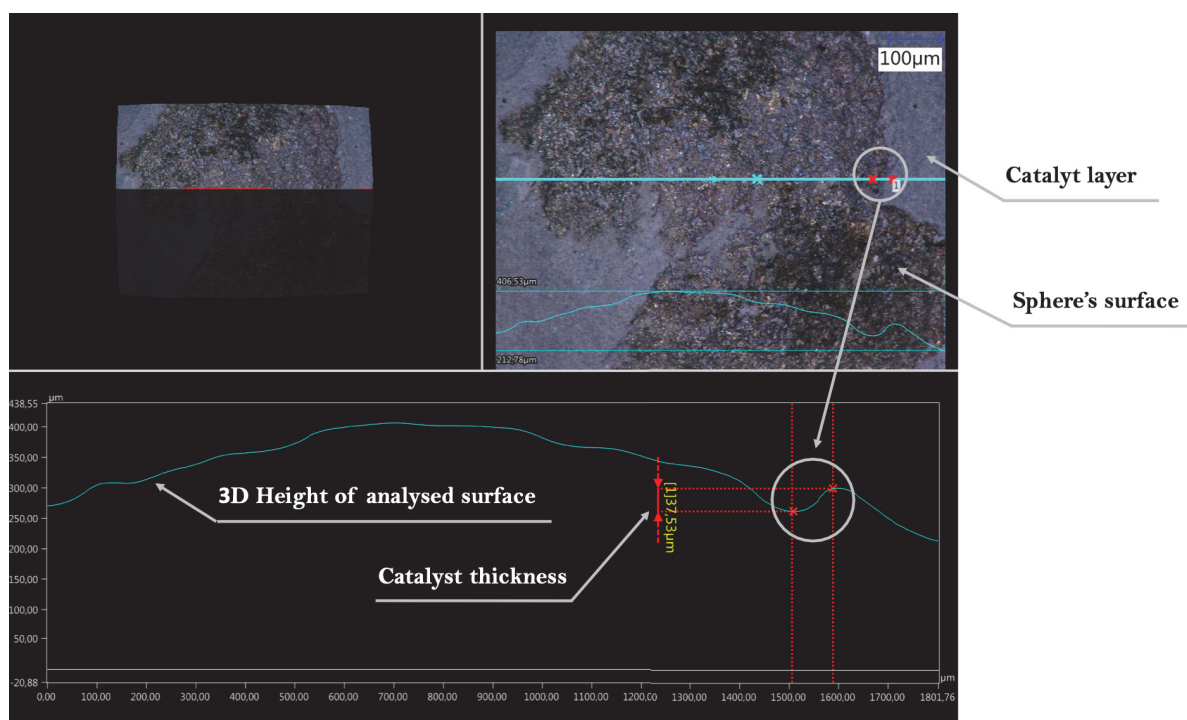 100µm
1
Catalyt layer
406.53µm
Sphere's surface
212.78µm
µm
438,55
400,00
350,00
300,00
250,00
200,00
150,00
100,00
50,00
-20,88
3D Height of analysed surface
[1]37,53µm
Catalyst thickness
µm
0,00 100,00 200,00 300,00 400,00 500,00 600,00 700,00 800,00 900,00 1000,00 1100,00 1200,00 1300,00 1400,00 1500,00 1600,00 1700,00 1801,76